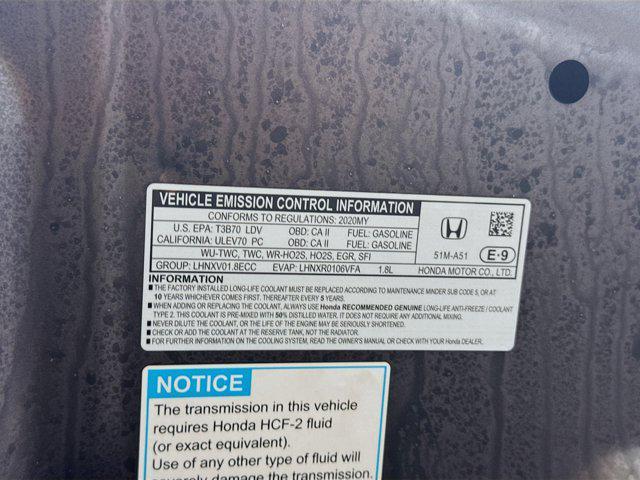 VEHICLE EMISSION CONTROL INFORMATION
CONFORMS TO REGULATIONS: 2020MY
U.S. EPA: T3B70 LDV OBD: CA II FUEL: GASOLINE
CALIFORNIA: ULEV70 PC OBD: CA II FUEL: GASOLINE
WU-TWC, TWC, WR-HO2S, HO2S, EGR, SFI
GROUP: LHNXV01.8ECC EVAP: LHNXR0106VFA 1.8L
51M-A51 E·9
HONDA MOTOR CO., LTD.
INFORMATION
■ THE FACTORY INSTALLED LONG-LIFE COOLANT MUST BE REPLACED ACCORDING TO MAINTENANCE MINDER SUB CODE 5, OR AT
10 YEARS WHICHEVER COMES FIRST, THEREAFTER EVERY 5 YEARS.
■ WHEN ADDING OR REPLACING THE COOLANT, ALWAYS USE Honda RECOMMENDED GENUINE LONG-LIFE ANTI-FREEZE / COOLANT
TYPE 2. THIS COOLANT IS PRE-MIXED WITH 50% DISTILLED WATER. IT DOES NOT REQUIRE ANY ADDITIONAL MIXING.
■ NEVER DILUTE THE COOLANT, OR THE LIFE OF THE ENGINE MAY BE SERIOUSLY SHORTENED.
■ CHECK OR ADD THE COOLANT AT THE RESERVE TANK, NOT THE RADIATOR.
■ FOR FURTHER INFORMATION ON THE COOLING SYSTEM, READ THE OWNER'S MANUAL OR CHECK WITH YOUR Honda DEALER.
NOTICE
The transmission in this vehicle
requires Honda HCF-2 fluid
(or exact equivalent).
Use of any other type of fluid will
severely damage the transmission.